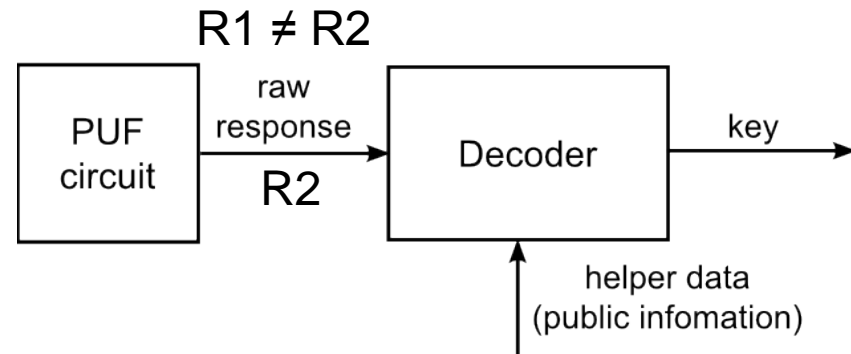 R1 ≠ R2
raw
response
R2
PUF
circuit
Decoder
key
helper data
(public infomation)